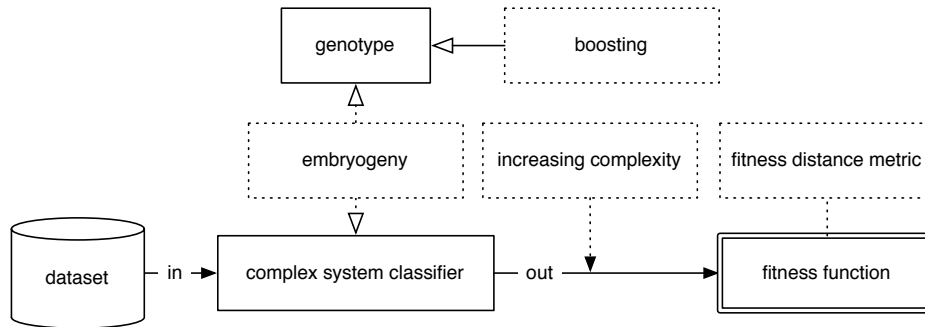 genotype
boosting
embryogeny
increasing complexity
fitness distance metric
dataset
in
complex system classifier
out
fitness function